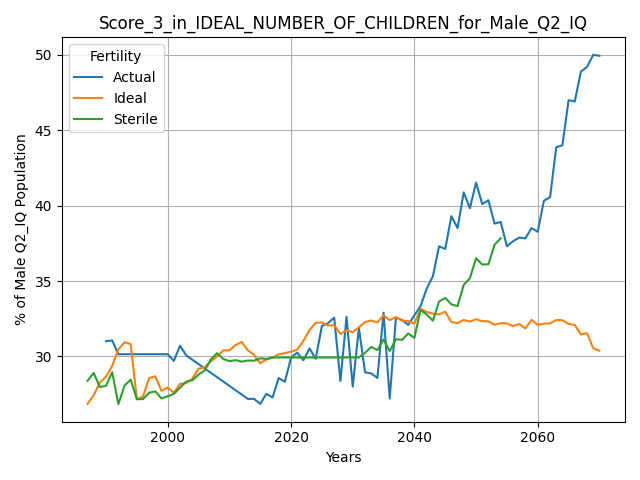 Score_3_in_IDEAL_NUMBER_OF_CHILDREN_for_Male_Q2_IQ
Fertility
Actual
Ideal
Sterile
% of Male Q2_IQ Population
50
45
40
35
30
2000
2020
2040
2060
Years